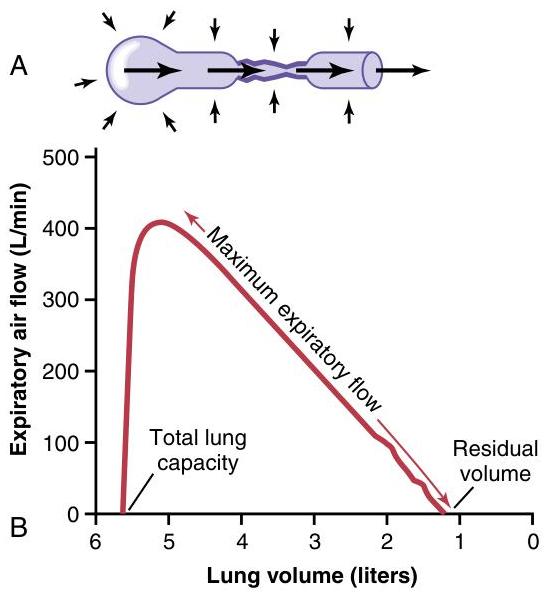 A
500
400
300
200
100
0
Expiratory air flow (L/min)
Maximum expiratory flow
Total lung
capacity
Residual
volume
B
6 5 4 3 2 1 0
Lung volume (liters)